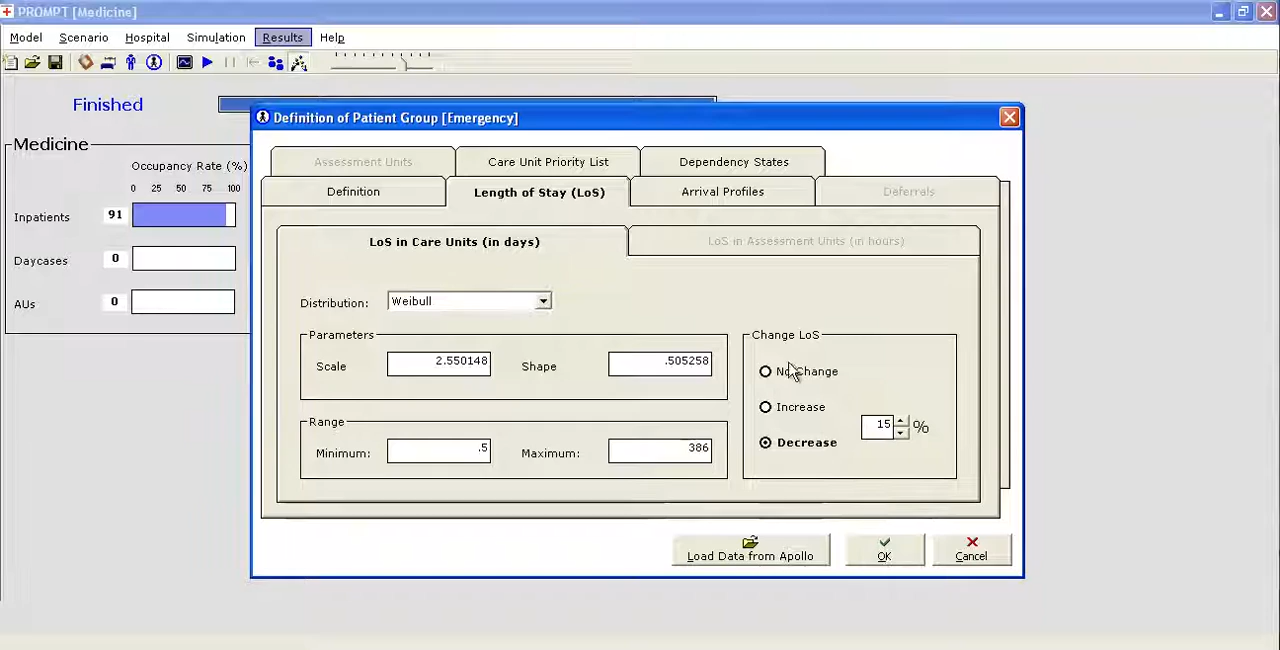 PROMPT [Medicine]
Model Scenario Hospital Simulation Results Help
Finished
Medicine
Occupancy Rate (%)
0 25 50 75 100
Inpatients 91
Daycases 0
AUs 0
Definition of Patient Group [Emergency]
Assessment Units Care Unit Priority List Dependency States
Definition Length of Stay (LoS) Arrival Profiles Deferrals
LoS in Care Units (in days) LoS in Assessment Units (in hours)
Distribution: Weibull
Parameters
Scale 2.550148 Shape .505258
Range
Minimum: .5 Maximum: 386
Change LoS
No Change
Increase
15 %
Decrease
Load Data from Apollo OK Cancel